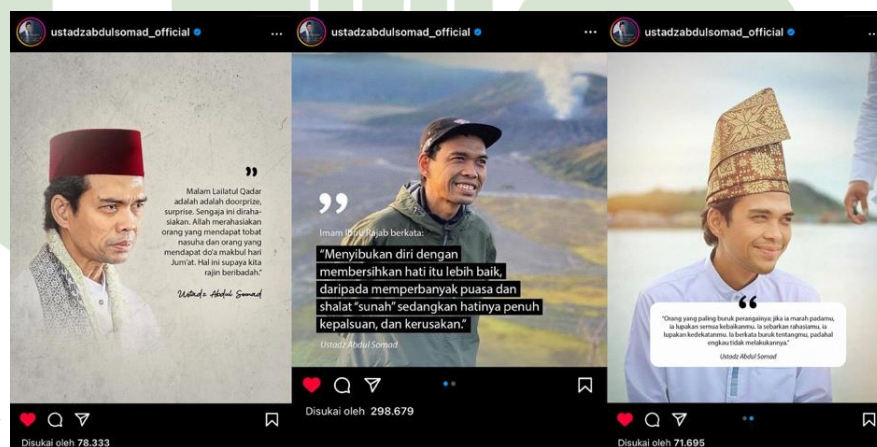 ustadzabdulsomad_official
”
Malam Lailatul Qadar
adalah adalah doorprize,
surprise. Sengaja ini diraha-
siakan. Allah merahasiakan
orang yang mendapat tobat
nasuha dan orang yang
mendapat do'a makbul hari
Jum'at. Hal ini supaya kita
rajin beribadah."
Ustadz Abdul Somad
Disukai oleh 78.333
ustadzabdulsomad_official
”
Imam Ibnu Rajab berkata:
"Menyibukan diri dengan
membersihkan hati itu lebih baik,
daripada memperbanyak puasa dan
shalat "sunah" sedangkan hatinya penuh
kepalsuan, dan kerusakan."
Ustadz Abdul Somad
Disukai oleh 298.679
ustadzabdulsomad_official
“
"Orang yang paling buruk perangainya; jika ia marah padamu,
ia lupakan semua kebaikanmu. Ia sebarkan rahasiamu, ia
lupakan kedekatanmu. Ia berkata buruk tentangmu, padahal
engkau tidak melakukannya."
Ustadz Abdul Somad
Disukai oleh 71.695